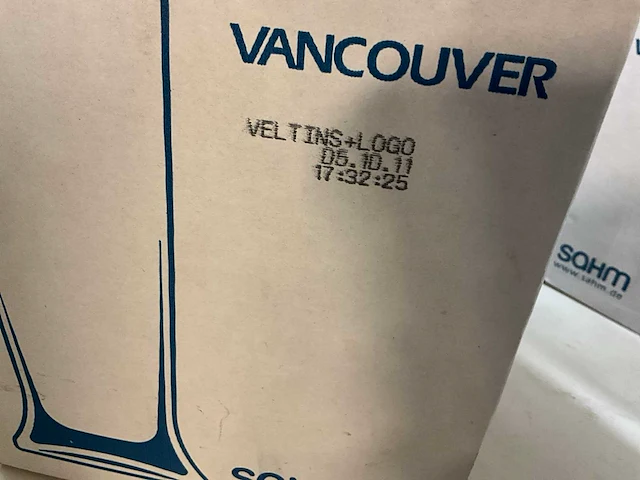 VANCOUVER
VELTINS+LOGO
05.10.11
17:32:25
sahm
www.sahm.de